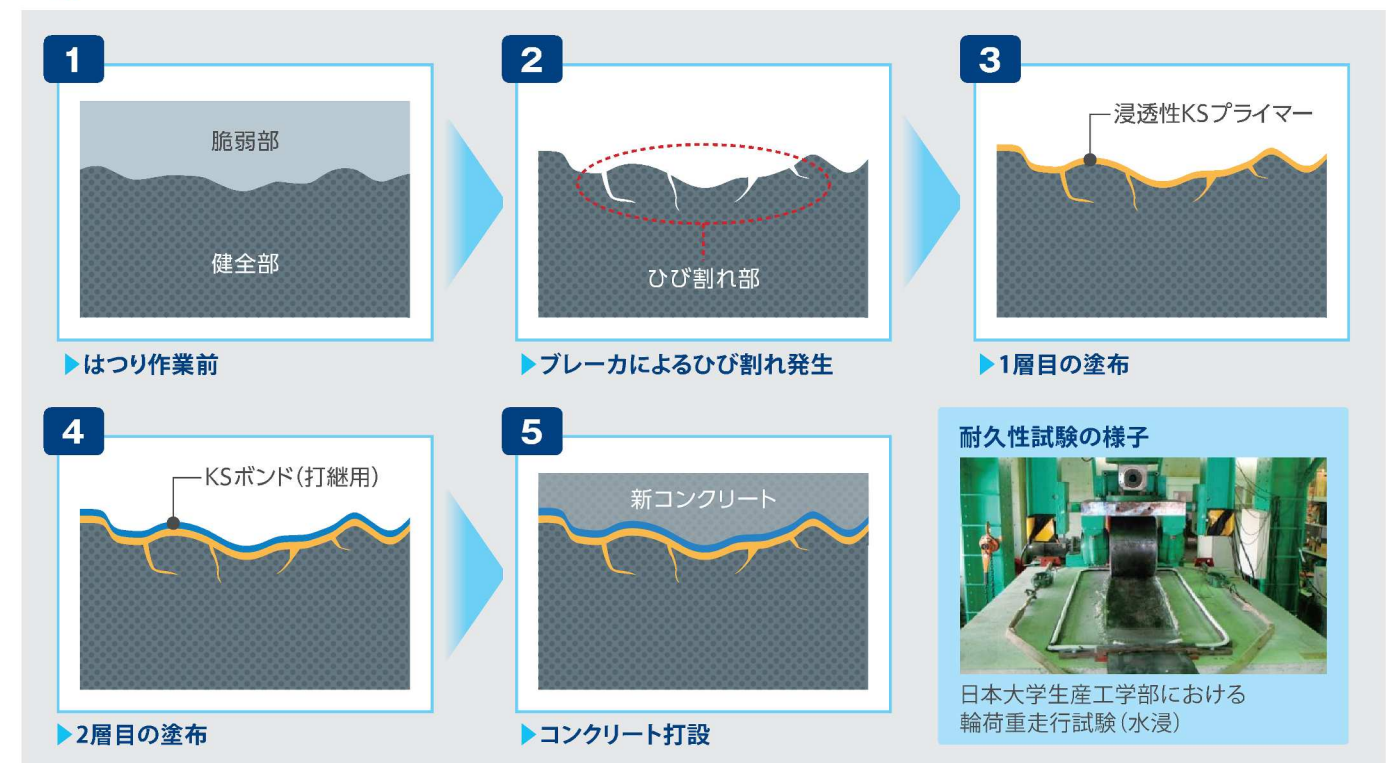 1
脆弱部
健全部
▶はつり作業前
2
ひび割れ部
▶ブレーカによるひび割れ発生
3
浸透性KSプライマー
▶1層目の塗布
4
KSボンド(打継用)
▶2層目の塗布
5
新コンクリート
▶コンクリート打設
耐久性試験の様子
日本大学生産工学部における
輪荷重走行試験(水浸)